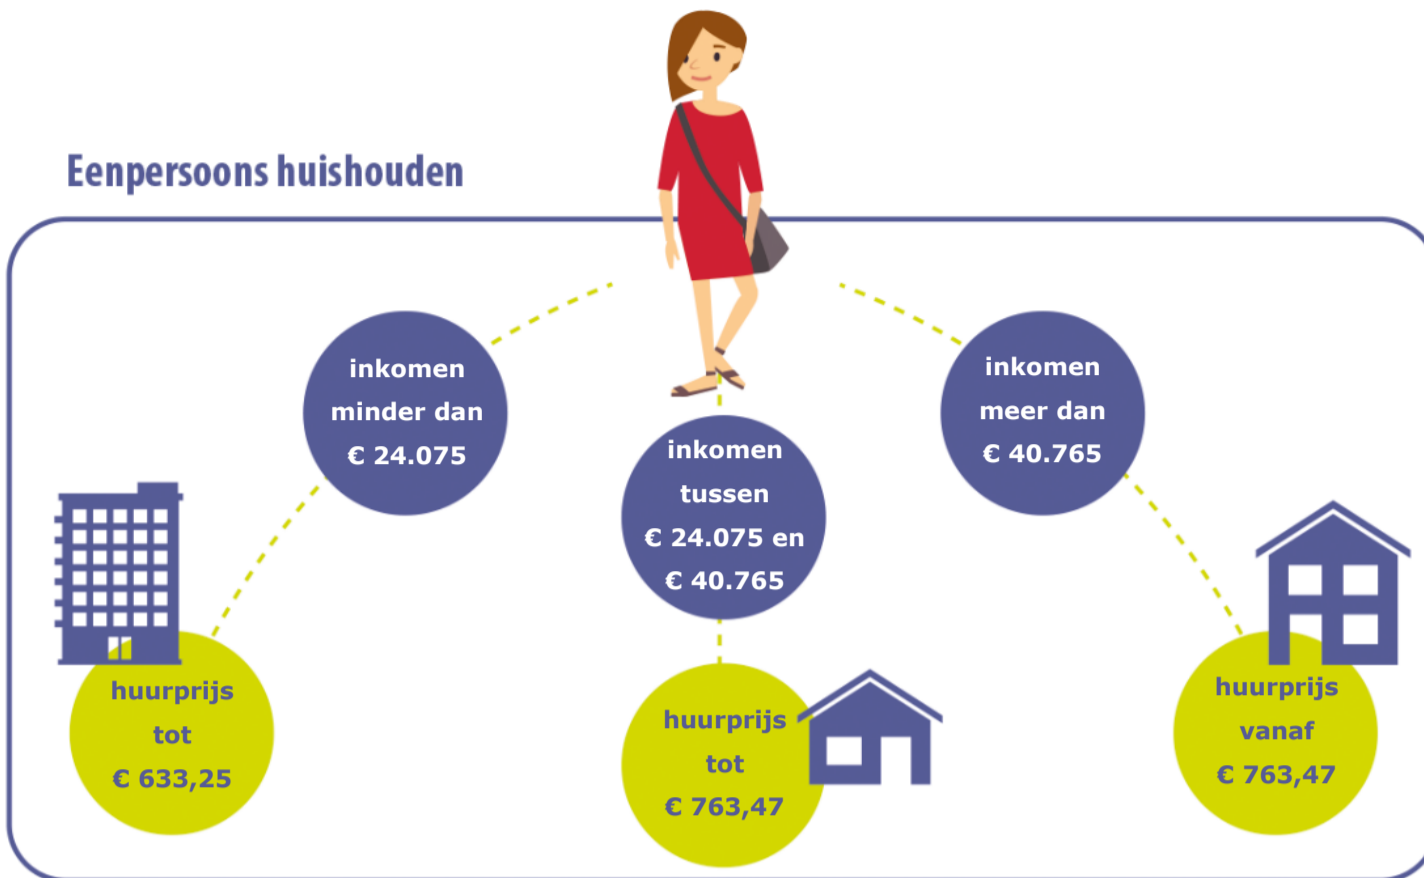 Eenpersoons huishouden
inkomen
minder dan
€ 24.075
inkomen
tussen
€ 24.075 en
€ 40.765
inkomen
meer dan
€ 40.765
huurprijs
tot
€ 633,25
huurprijs
tot
€ 763,47
huurprijs
vanaf
€ 763,47